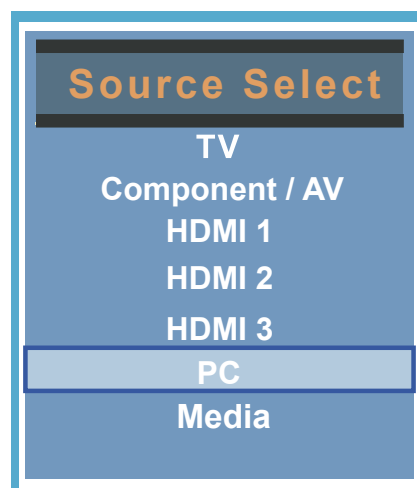 Source Select
TV
Component / AV
HDMI 1
HDMI 2
HDMI 3
PC
Media